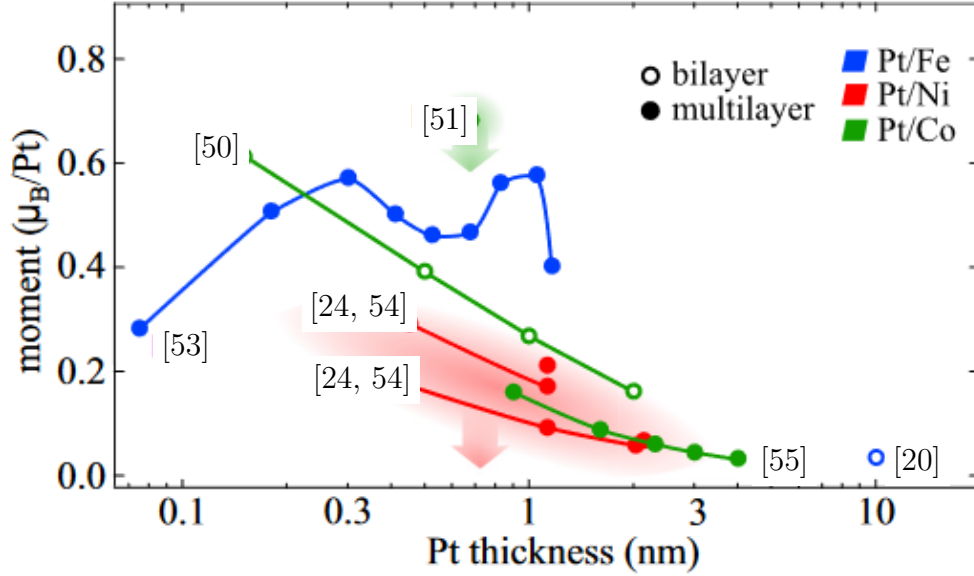 0.8
0.6
0.4
0.2
0.0
moment (μB/Pt)
bilayer
multilayer
Pt/Fe
Pt/Ni
Pt/Co
[51]
[50]
[24, 54]
[53]
[24, 54]
[55]
[20]
0.1
0.3
1
3
10
Pt thickness (nm)